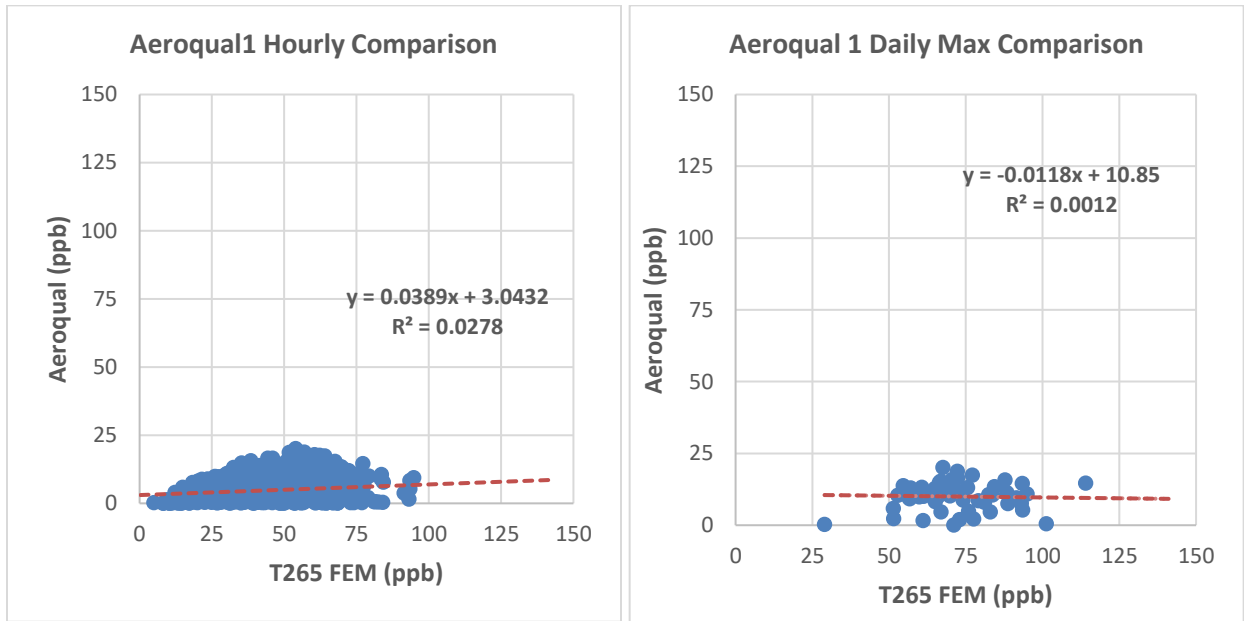 Aeroqual1 Hourly Comparison
150
125
100
75
50
25
0
Aeroqual (ppb)
y = 0.0389x + 3.0432
R² = 0.0278
0 25 50 75 100 125 150
T265 FEM (ppb)
Aeroqual 1 Daily Max Comparison
150
125
100
75
50
25
0
Aeroqual (ppb)
y = -0.0118x + 10.85
R² = 0.0012
0 25 50 75 100 125 150
T265 FEM (ppb)